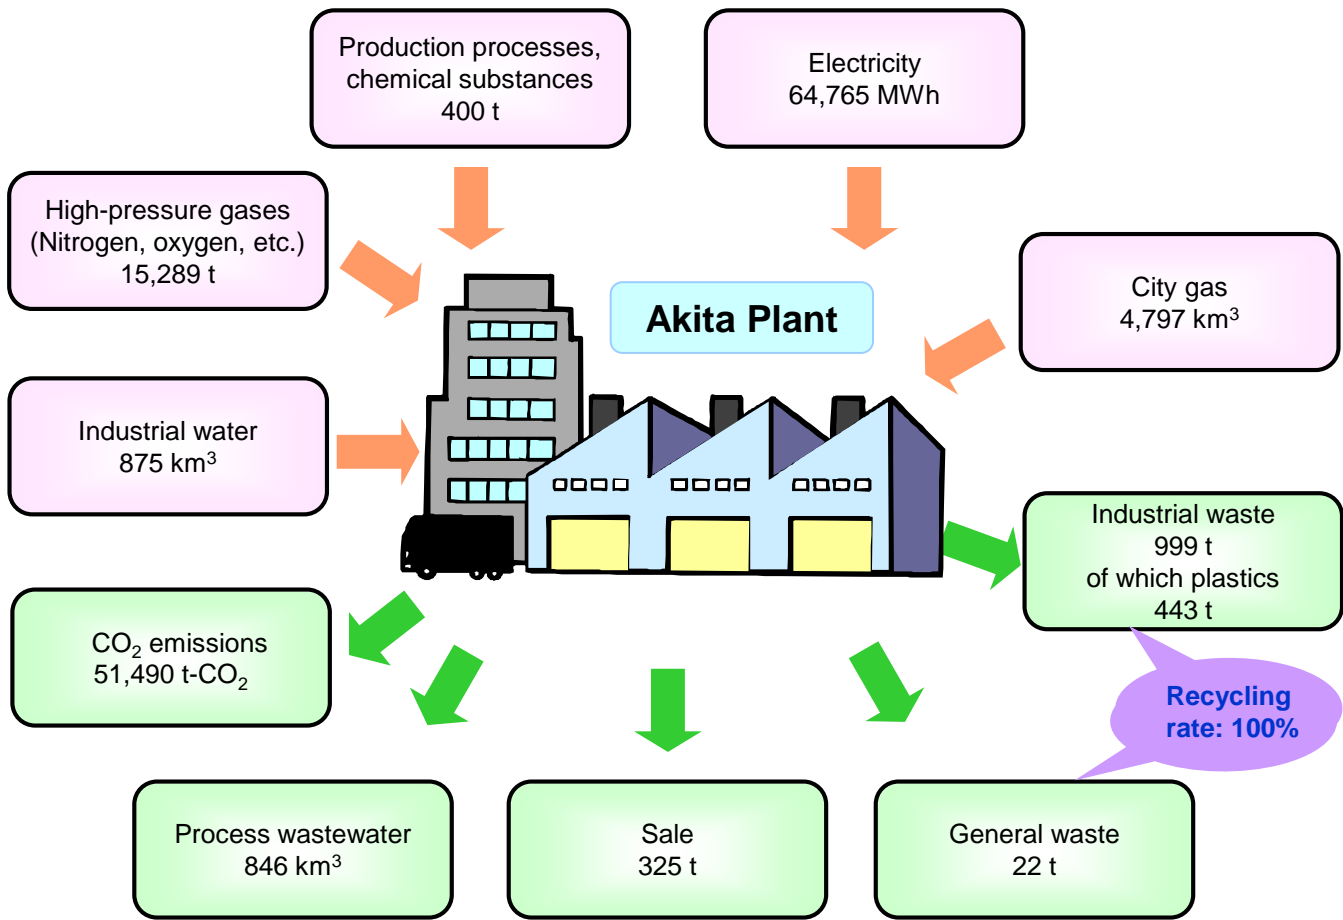 Production processes,
chemical substances
400 t
Electricity
64,765 MWh
High-pressure gases
(Nitrogen, oxygen, etc.)
15,289 t
City gas
4,797 km³
Akita Plant
Industrial water
875 km³
Industrial waste
999 t
of which plastics
443 t
CO₂ emissions
51,490 t-CO₂
Recycling
rate: 100%
Process wastewater
846 km³
Sale
325 t
General waste
22 t